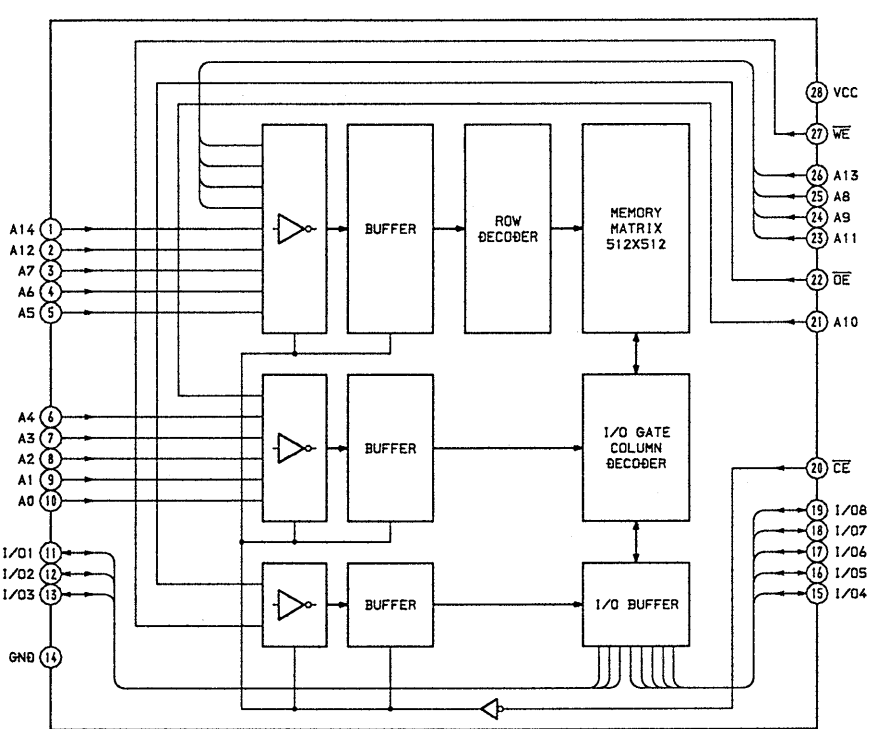 28 VCC
27 WE
26 A13
25 A8
24 A9
23 A11
22 OE
21 A10
A14 1
A12 2
A7 3
A6 4
A5 5
BUFFER
ROW
DECODER
MEMORY
MATRIX
512X512
A4 6
A3 7
A2 8
A1 9
A0 10
BUFFER
I/O GATE
COLUMN
DECODER
20 CE
19 I/O8
18 I/O7
17 I/O6
16 I/O5
15 I/O4
I/O1 11
I/O2 12
I/O3 13
GND 14
BUFFER
I/O BUFFER